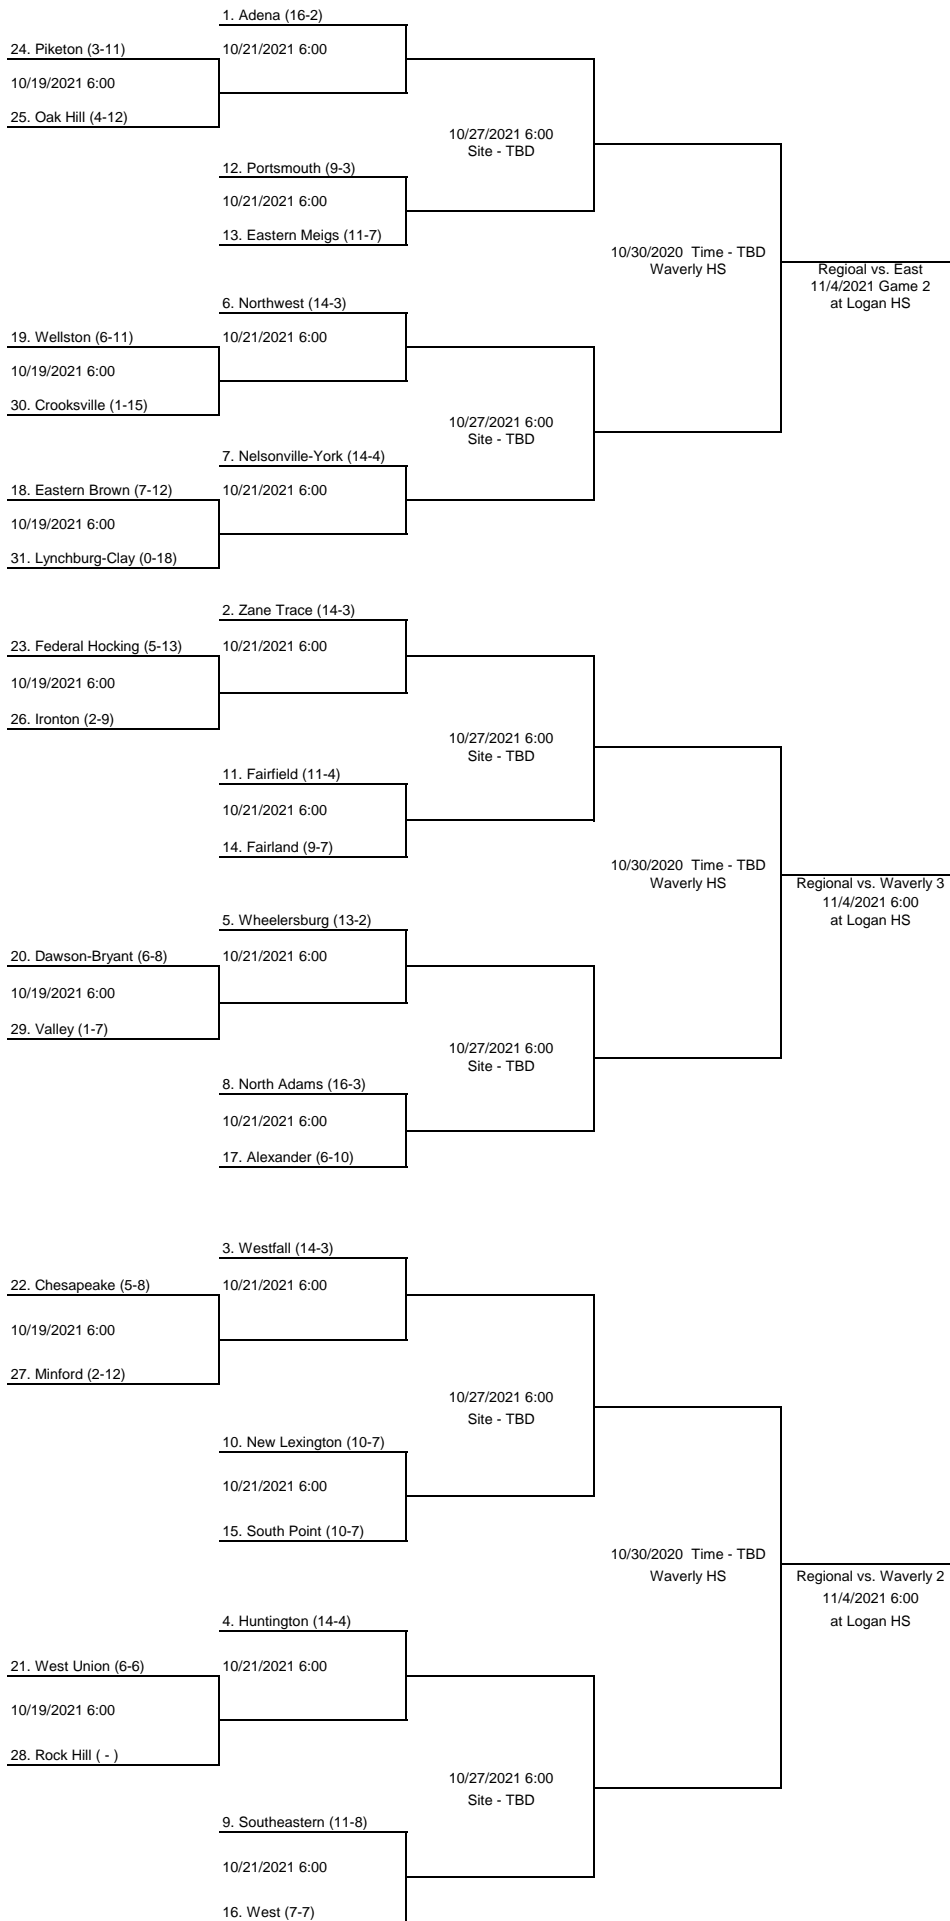 1. Adena (16-2)
24. Piketon (3-11)
10/21/2021 6:00
10/19/2021 6:00
25. Oak Hill (4-12)
10/27/2021 6:00
Site - TBD
12. Portsmouth (9-3)
10/21/2021 6:00
13. Eastern Meigs (11-7)
10/30/2020  Time - TBD
Waverly HS
Regioal vs. East
11/4/2021 Game 2
at Logan HS
6. Northwest (14-3)
19. Wellston (6-11)
10/21/2021 6:00
10/19/2021 6:00
30. Crooksville (1-15)
10/27/2021 6:00
Site - TBD
7. Nelsonville-York (14-4)
18. Eastern Brown (7-12)
10/21/2021 6:00
10/19/2021 6:00
31. Lynchburg-Clay (0-18)
2. Zane Trace (14-3)
23. Federal Hocking (5-13)
10/21/2021 6:00
10/19/2021 6:00
26. Ironton (2-9)
10/27/2021 6:00
Site - TBD
11. Fairfield (11-4)
10/21/2021 6:00
14. Fairland (9-7)
10/30/2020  Time - TBD
Waverly HS
Regional vs. Waverly 3
11/4/2021 6:00
at Logan HS
5. Wheelersburg (13-2)
20. Dawson-Bryant (6-8)
10/21/2021 6:00
10/19/2021 6:00
29. Valley (1-7)
10/27/2021 6:00
Site - TBD
8. North Adams (16-3)
10/21/2021 6:00
17. Alexander (6-10)
3. Westfall (14-3)
22. Chesapeake (5-8)
10/21/2021 6:00
10/19/2021 6:00
27. Minford (2-12)
10/27/2021 6:00
Site - TBD
10. New Lexington (10-7)
10/21/2021 6:00
15. South Point (10-7)
10/30/2020  Time - TBD
Waverly HS
Regional vs. Waverly 2
11/4/2021 6:00
at Logan HS
4. Huntington (14-4)
21. West Union (6-6)
10/21/2021 6:00
10/19/2021 6:00
28. Rock Hill ( - )
10/27/2021 6:00
Site - TBD
9. Southeastern (11-8)
10/21/2021 6:00
16. West (7-7)